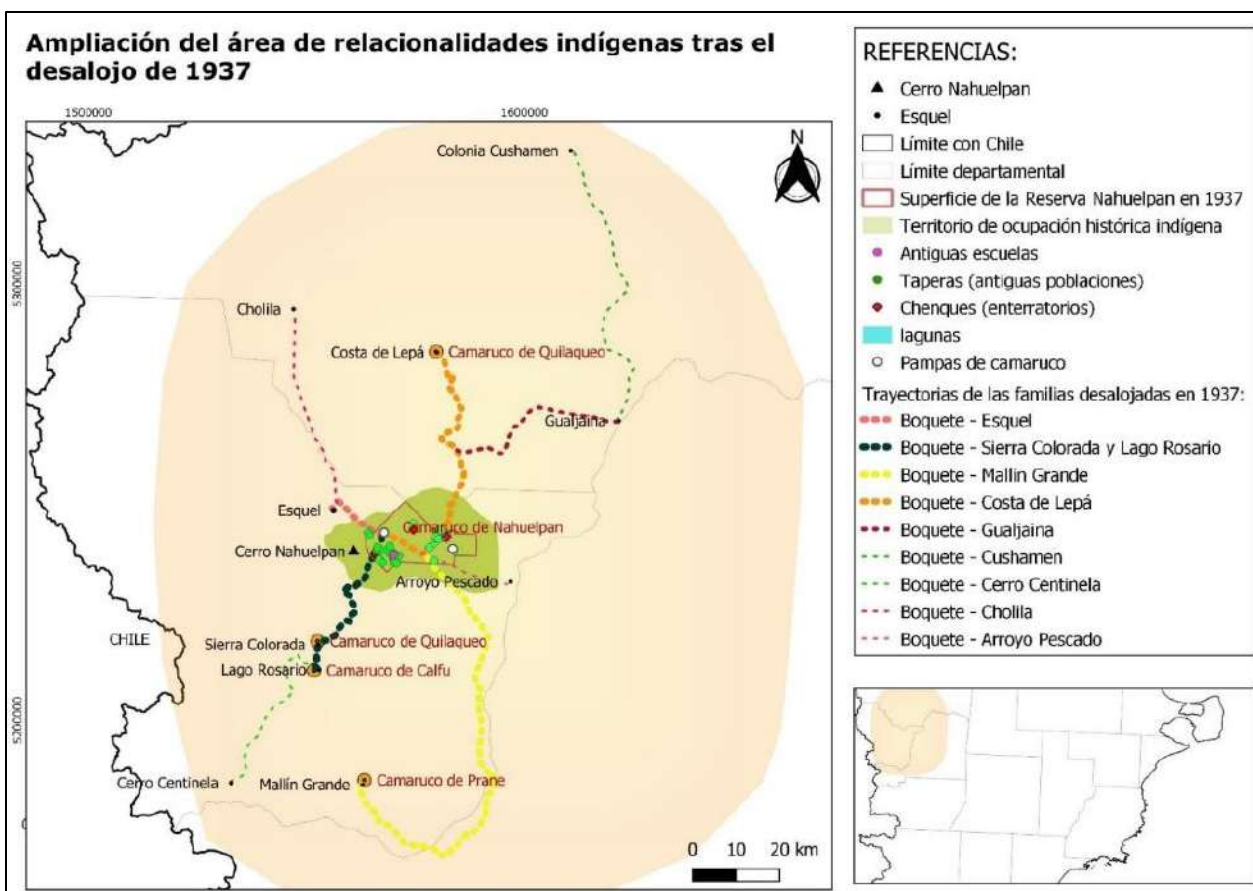 Ampliación del área de relacionalidades indígenas tras el
desalojo de 1937
1500000
1600000
5300000
5200000
N
Colonia Cushamen
Cholila
Costa de Lepá
Camaruco de Quilaqueo
Gualjaina
Esquel
Camaruco de Nahuelpan
Cerro Nahuelpan
Arroyo Pescado
CHILE
Sierra Colorada
Camaruco de Quilaqueo
Lago Rosario
Camaruco de Calfu
Cerro Centinela
Mallín Grande
Camaruco de Prane
0 10 20 km
REFERENCIAS:
Cerro Nahuelpan
Esquel
Límite con Chile
Límite departamental
Superficie de la Reserva Nahuelpan en 1937
Territorio de ocupación histórica indígena
Antiguas escuelas
Taperas (antiguas poblaciones)
Chenques (enterratorios)
lagunas
Pampas de camaruco
Trayectorias de las familias desalojadas en 1937:
Boquete - Esquel
Boquete - Sierra Colorada y Lago Rosario
Boquete - Mallin Grande
Boquete - Costa de Lepá
Boquete - Gualjaina
Boquete - Cushamen
Boquete - Cerro Centinela
Boquete - Cholila
Boquete - Arroyo Pescado